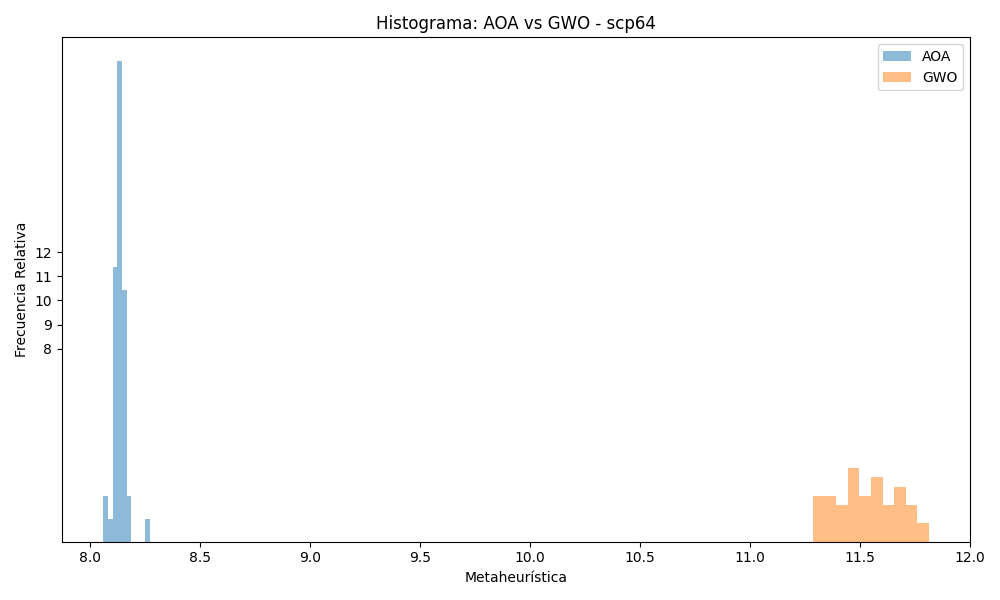 Histograma: AOA vs GWO - scp64
AOA
GWO
Frecuencia Relativa
12
11
10
9
8
8.0 8.5 9.0 9.5 10.0 10.5 11.0 11.5 12.0
Metaheurística